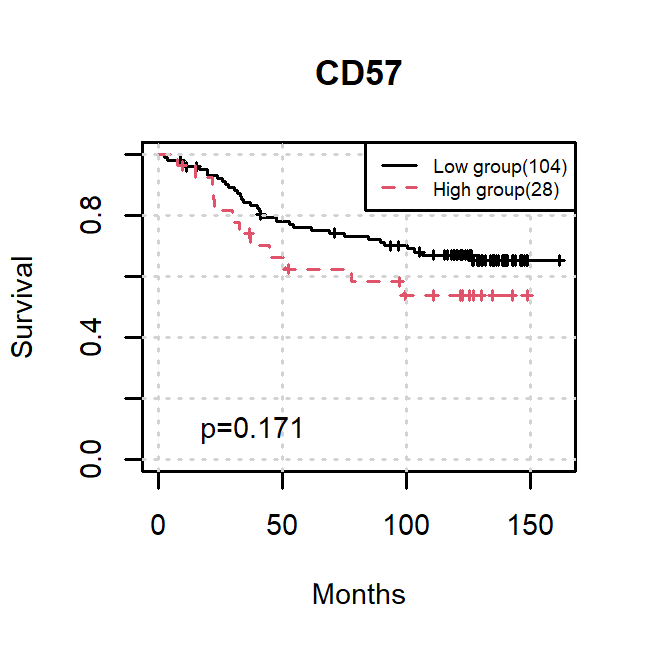 CD57
Low group(104)
High group(28)
Survival
0.8
0.4
0.0
p=0.171
0 50 100 150
Months